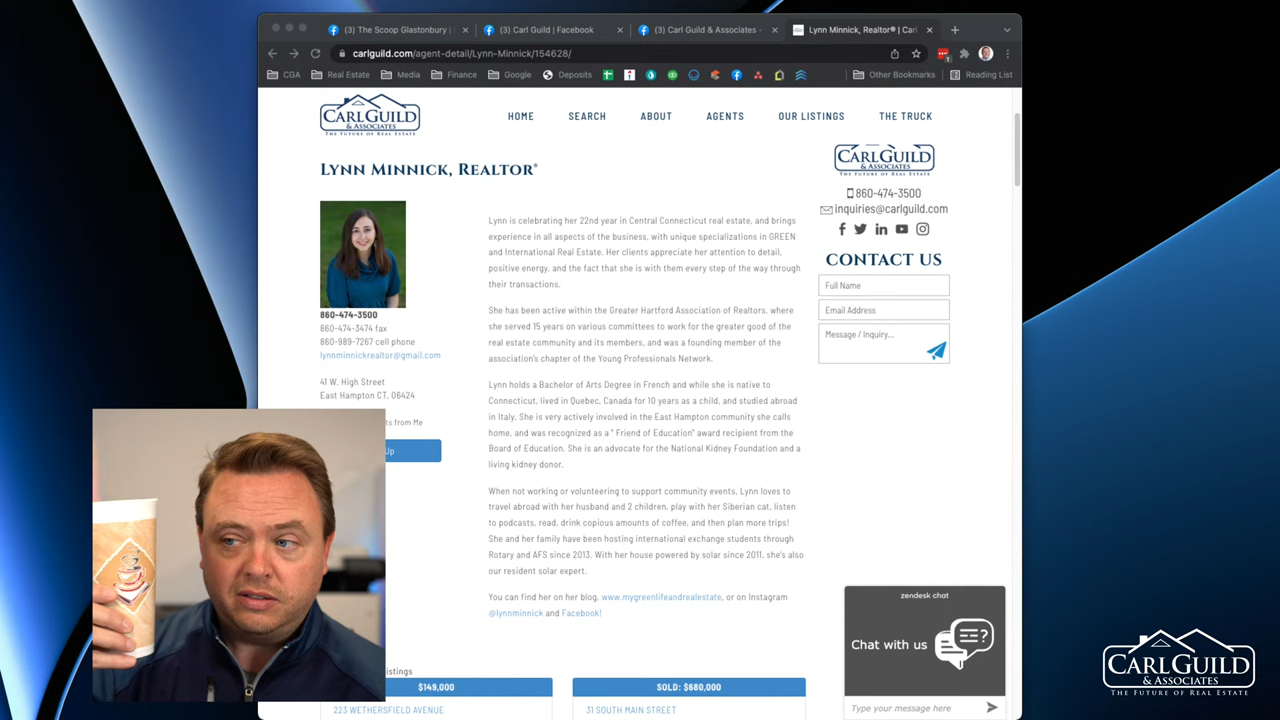 (3) The Scoop Glastonbury |
(3) Carl Guild | Facebook
(3) Carl Guild & Associates -
Lynn Minnick, Realtor® | Carl
carlguild.com/agent-detail/Lynn-Minnick/154628/
CGA
Real Estate
Media
Finance
Google
Deposits
Other Bookmarks
Reading List
CARL GUILD
& ASSOCIATES
THE FUTURE OF REAL ESTATE
HOME
SEARCH
ABOUT
AGENTS
OUR LISTINGS
THE TRUCK
LYNN MINNICK, REALTOR®
860-474-3500
860-474-3474 fax
860-989-7267 cell phone
lynnminnickrealtor@gmail.com
41 W. High Street
East Hampton CT, 06424
ts from Me
Up
Lynn is celebrating her 22nd year in Central Connecticut real estate, and brings
experience in all aspects of the business, with unique specializations in GREEN
and International Real Estate. Her clients appreciate her attention to detail,
positive energy, and the fact that she is with them every step of the way through
their transactions.
She has been active within the Greater Hartford Association of Realtors, where
she served 15 years on various committees to work for the greater good of the
real estate community and its members, and was a founding member of the
association's chapter of the Young Professionals Network.
Lynn holds a Bachelor of Arts Degree in French and while she is native to
Connecticut, lived in Quebec, Canada for 10 years as a child, and studied abroad
in Italy. She is very actively involved in the East Hampton community she calls
home, and was recognized as a " Friend of Education" award recipient from the
Board of Education. She is an advocate for the National Kidney Foundation and a
living kidney donor.
When not working or volunteering to support community events, Lynn loves to
travel abroad with her husband and 2 children, play with her Siberian cat, listen
to podcasts, read, drink copious amounts of coffee, and then plan more trips!
She and her family have been hosting international exchange students through
Rotary and AFS since 2013. With her house powered by solar since 2011, she's also
our resident solar expert.
You can find her on her blog, www.mygreenlifeandrealestate, or on Instagram
@lynnminnick and Facebook!
CARL GUILD
& ASSOCIATES
THE FUTURE OF REAL ESTATE
860-474-3500
inquiries@carlguild.com
CONTACT US
Full Name
Email Address
Message / Inquiry...
zendesk chat
Chat with us
Type your message here
istings
$149,000
223 WETHERSFIELD AVENUE
SOLD: $680,000
31 SOUTH MAIN STREET
CARL GUILD
& ASSOCIATES
THE FUTURE OF REAL ESTATE